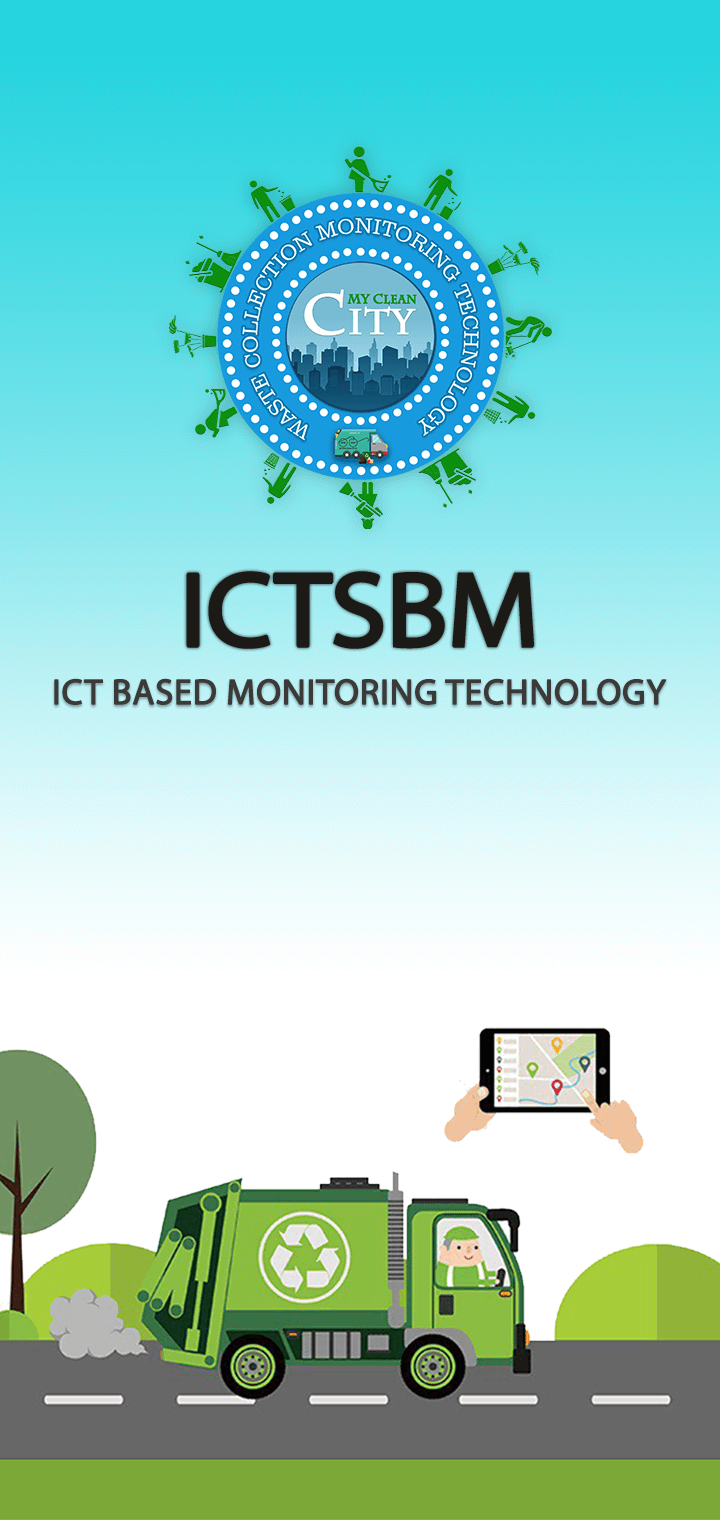 WASTE COLLECTION MONITORING TECHNOLOGY
MY CLEAN
CITY
ICTSBM
ICT BASED MONITORING TECHNOLOGY